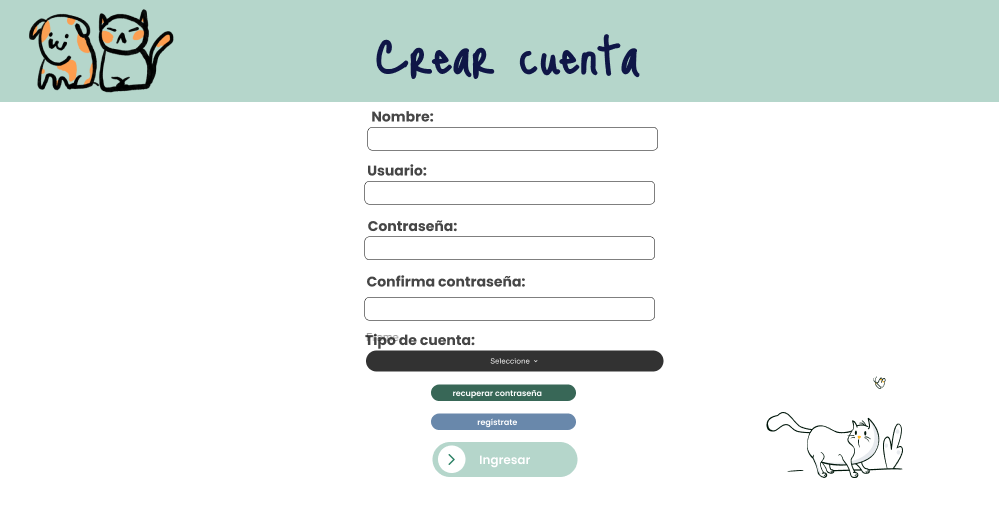 Crear cuenta
Nombre:
Usuario:
Contraseña:
Confirma contraseña:
Tipo de cuenta:
Seleccione
recuperar contraseña
registrate
Ingresar